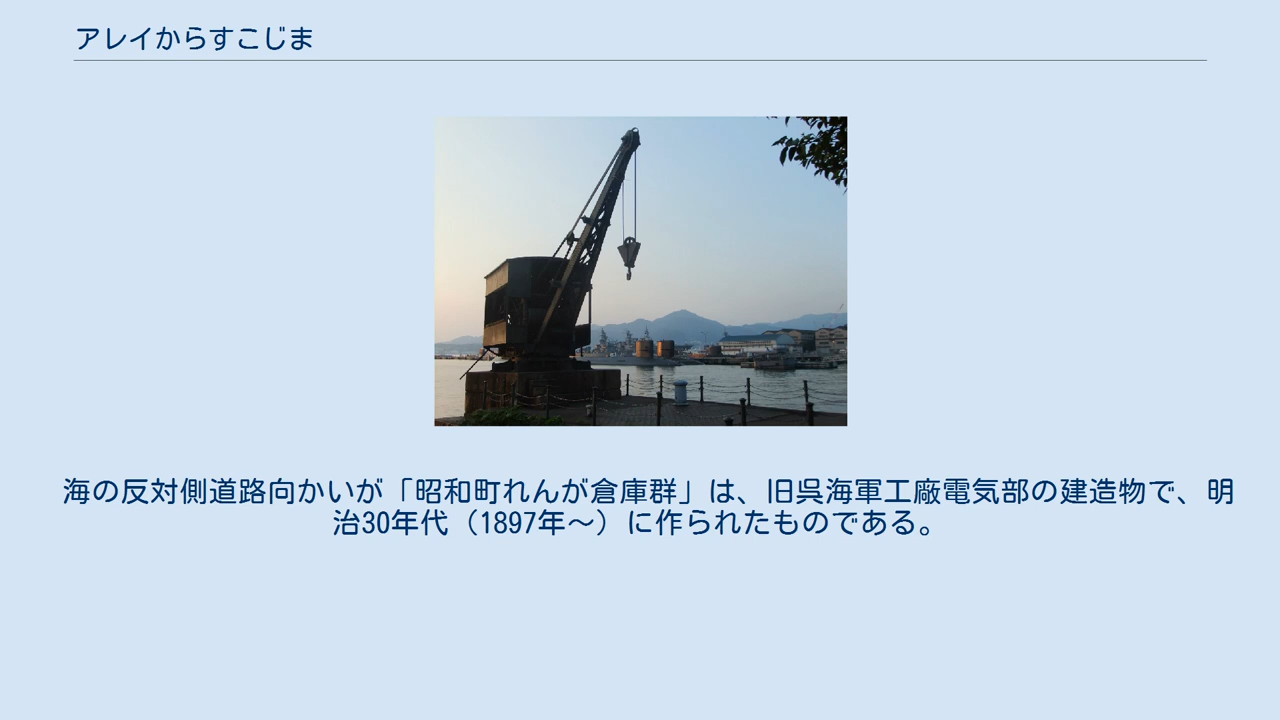 アレイからすこじま
海の反対側道路向かいが「昭和町れんが倉庫群」は、旧呉海軍工廠電気部の建造物で、明
治30年代（1897年～）に作られたものである。